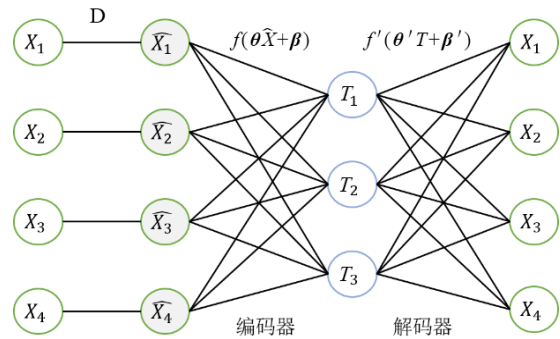 D
f(θX̂+β) f′(θ′T+β′)
X₁ X̂₁ X₁
T₁
X₂ X̂₂ X₂
T₂
X₃ X̂₃ X₃
T₃
X₄ X̂₄ X₄
编码器 解码器